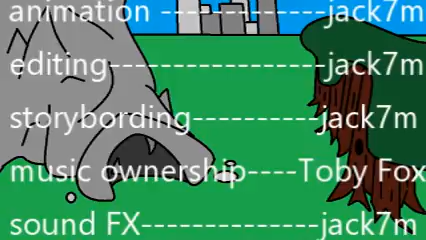 animation --------------jack7m
editing------------------jack7m
storybording----------jack7m
music ownership----Toby Fox
sound FX---------------jack7m